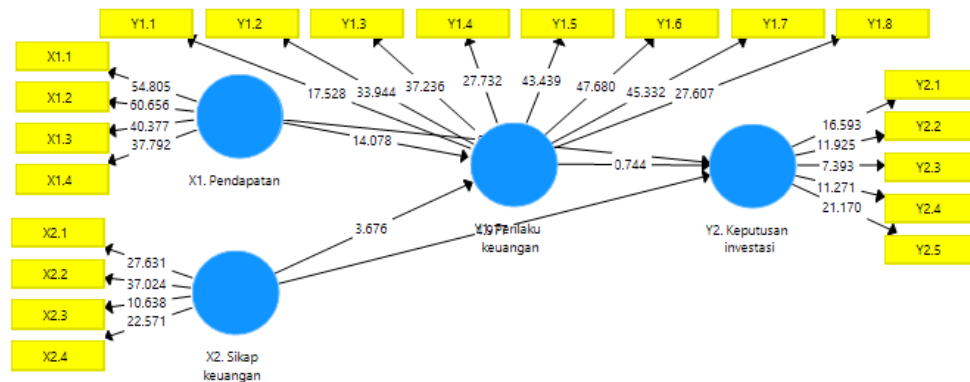 Y1.1
Y1.2
Y1.3
Y1.4
Y1.5
Y1.6
Y1.7
Y1.8
X1.1
X1.2
X1.3
X1.4
54.805
60.656
40.377
37.792
X1. Pendapatan
17.528
33.944
37.236
27.732
43.439
47.680
45.332
27.607
14.078
0.744
Y2.1
Y2.2
Y2.3
Y2.4
Y2.5
16.593
11.925
7.393
11.271
21.170
X2.1
X2.2
X2.3
X2.4
27.631
37.024
10.638
22.571
3.676
Perilaku
keuangan
Y2. Keputusan
investasi
X2. Sikap
keuangan